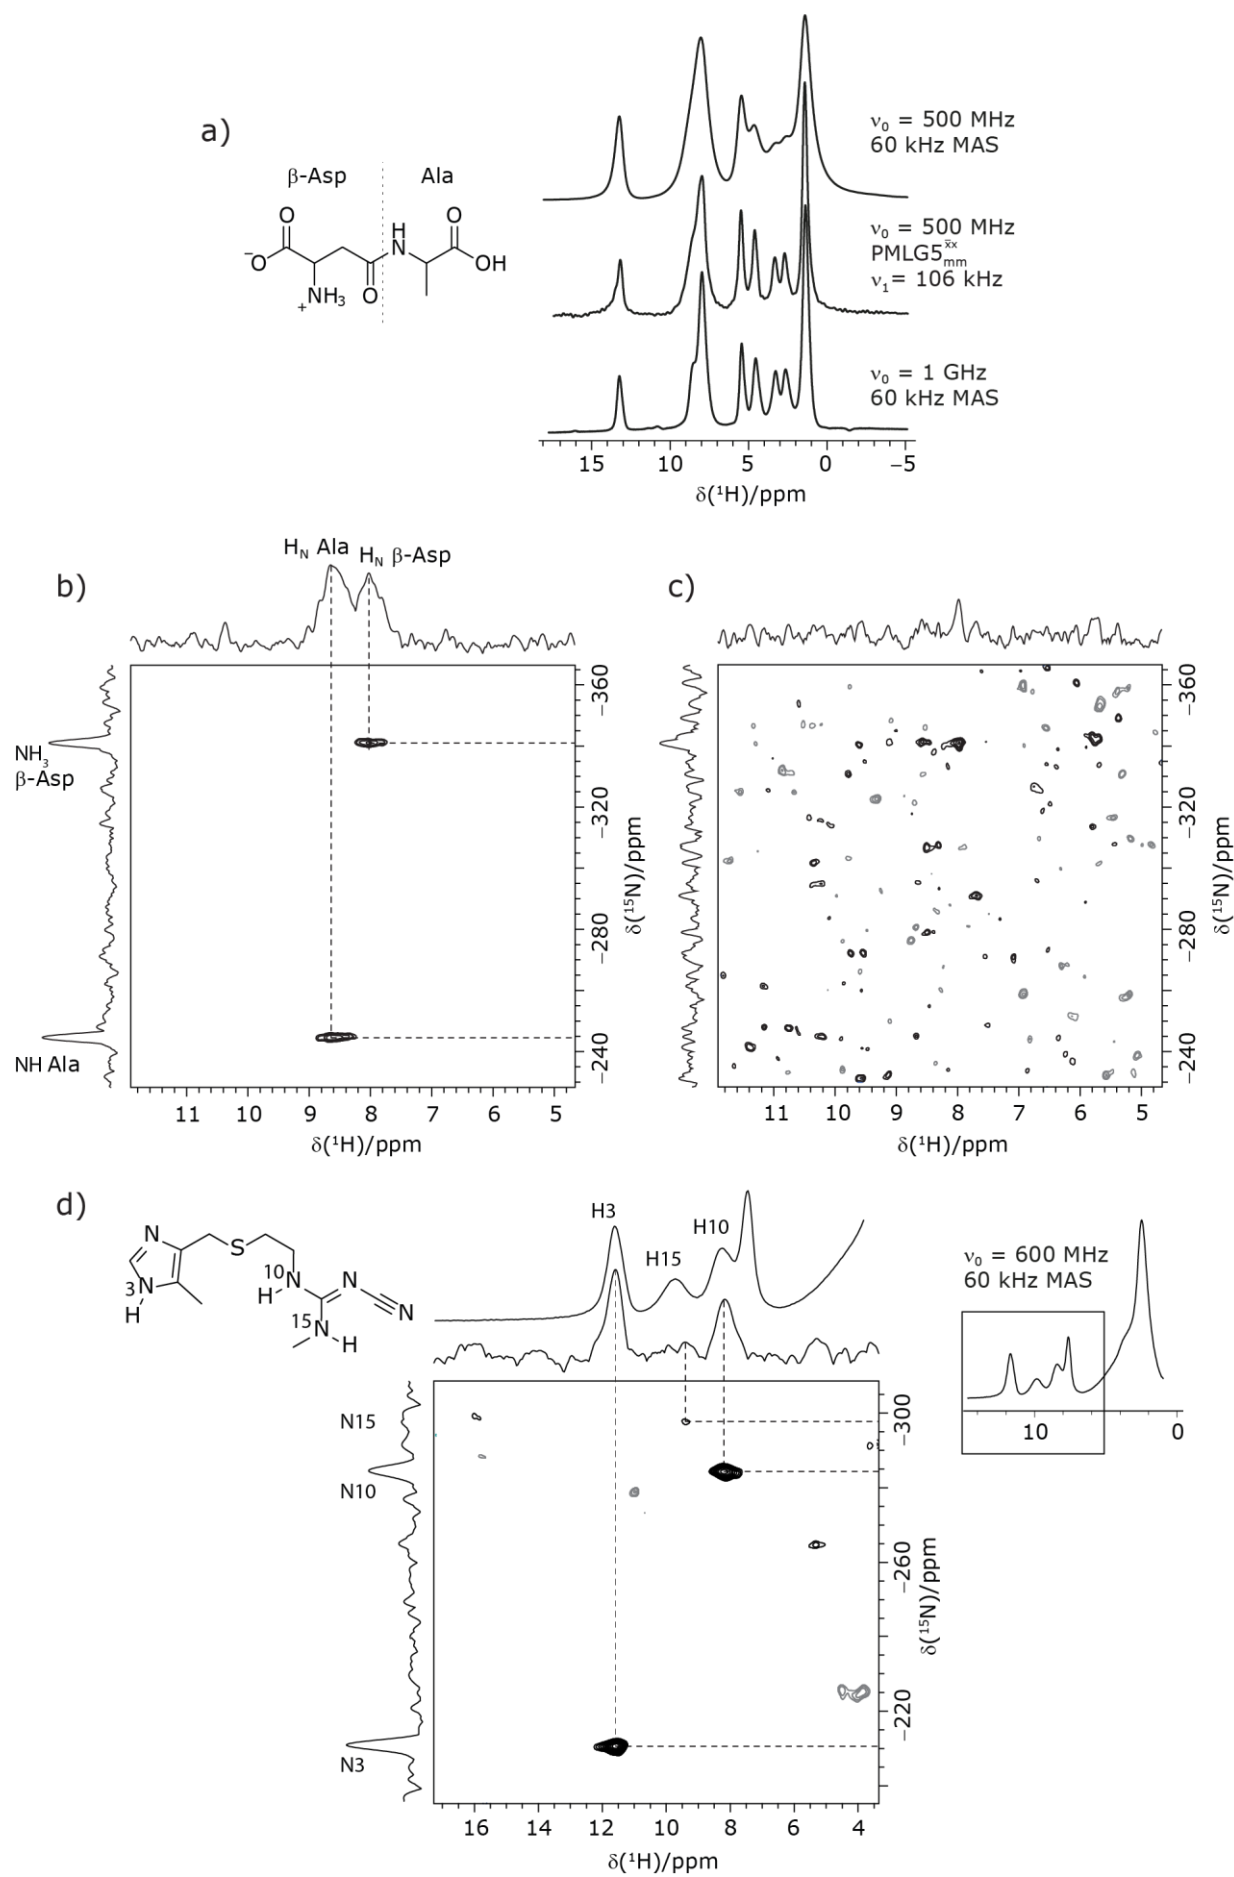 a)
β-Asp
Ala
O
O
H
N
⁻O
OH
NH₃
+
O
ν₀ = 500 MHz
60 kHz MAS
ν₀ = 500 MHz
PMLG5ₘₘ^x̄x
ν₁= 106 kHz
ν₀ = 1 GHz
60 kHz MAS
15 10 5 0 –5
δ(¹H)/ppm
b)
H_N Ala
H_N β-Asp
NH₃
β-Asp
NH Ala
–360
–320
–280
–240
δ(¹⁵N)/ppm
11 10 9 8 7 6 5
δ(¹H)/ppm
c)
–360
–320
–280
–240
δ(¹⁵N)/ppm
11 10 9 8 7 6 5
δ(¹H)/ppm
d)
N
S
3
N
H
10
N
H
N
N
15
N
H
H3
H15
H10
ν₀ = 600 MHz
60 kHz MAS
10 0
N15
N10
N3
–300
–260
–220
δ(¹⁵N)/ppm
16 14 12 10 8 6 4
δ(¹H)/ppm